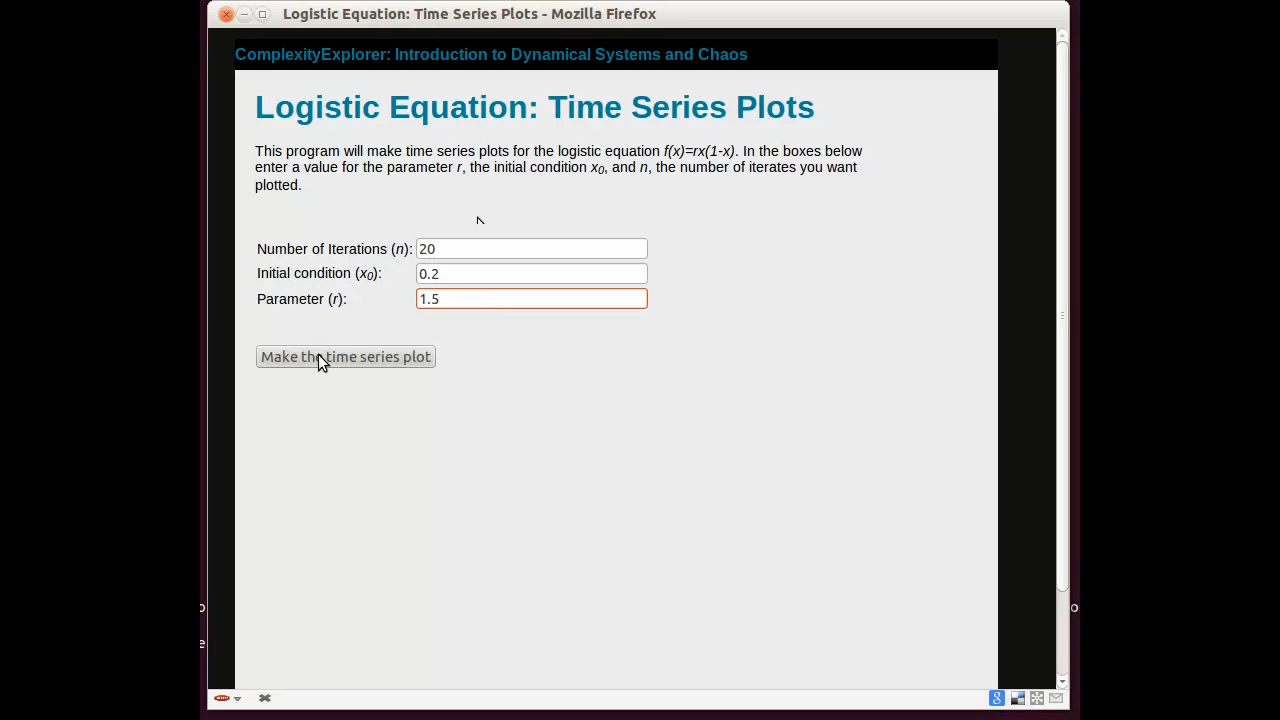 Logistic Equation: Time Series Plots - Mozilla Firefox
ComplexityExplorer: Introduction to Dynamical Systems and Chaos
Logistic Equation: Time Series Plots
This program will make time series plots for the logistic equation f(x)=rx(1-x). In the boxes below
enter a value for the parameter r, the initial condition x0, and n, the number of iterates you want
plotted.
Number of Iterations (n): 20
Initial condition (x0): 0.2
Parameter (r): 1.5
Make the time series plot
o
o
e
8